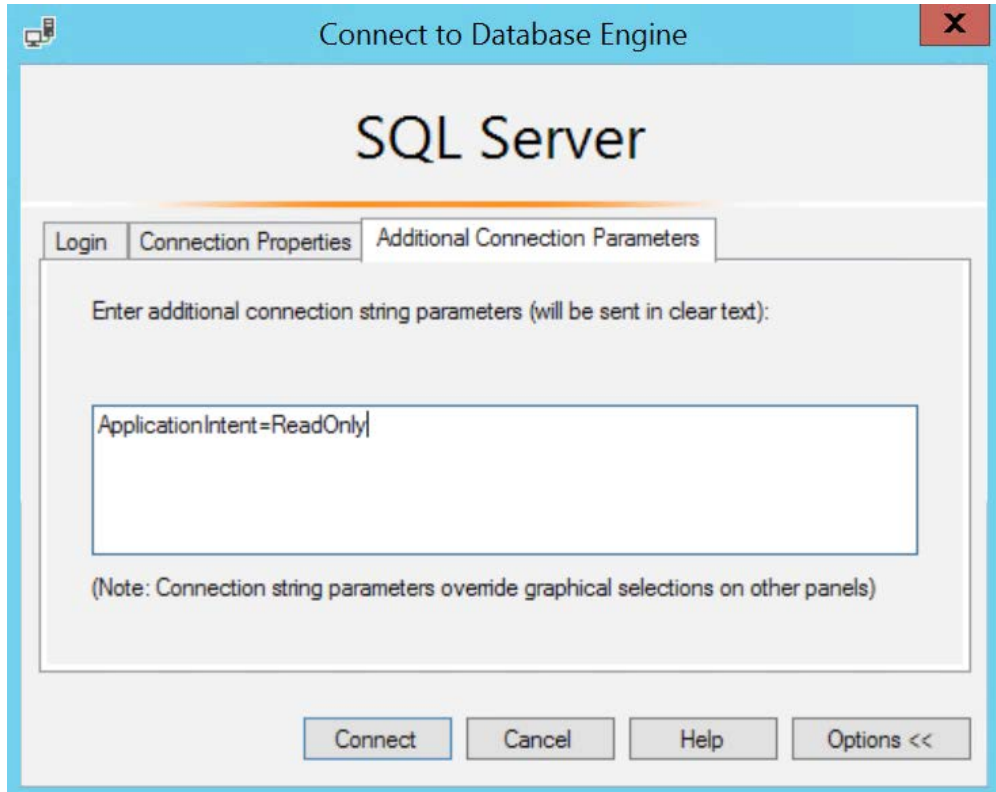 Connect to Database Engine
X
SQL Server
Login
Connection Properties
Additional Connection Parameters
Enter additional connection string parameters (will be sent in clear text):
ApplicationIntent=ReadOnly
(Note: Connection string parameters override graphical selections on other panels)
Connect
Cancel
Help
Options <<